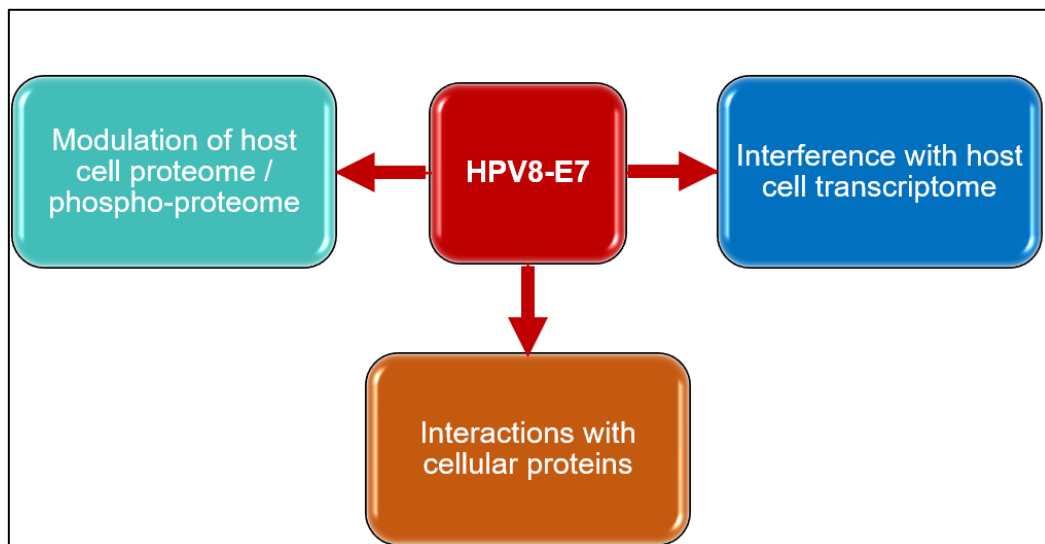 Modulation of host
cell proteome /
phospho-proteome
HPV8-E7
Interference with host
cell transcriptome
Interactions with
cellular proteins